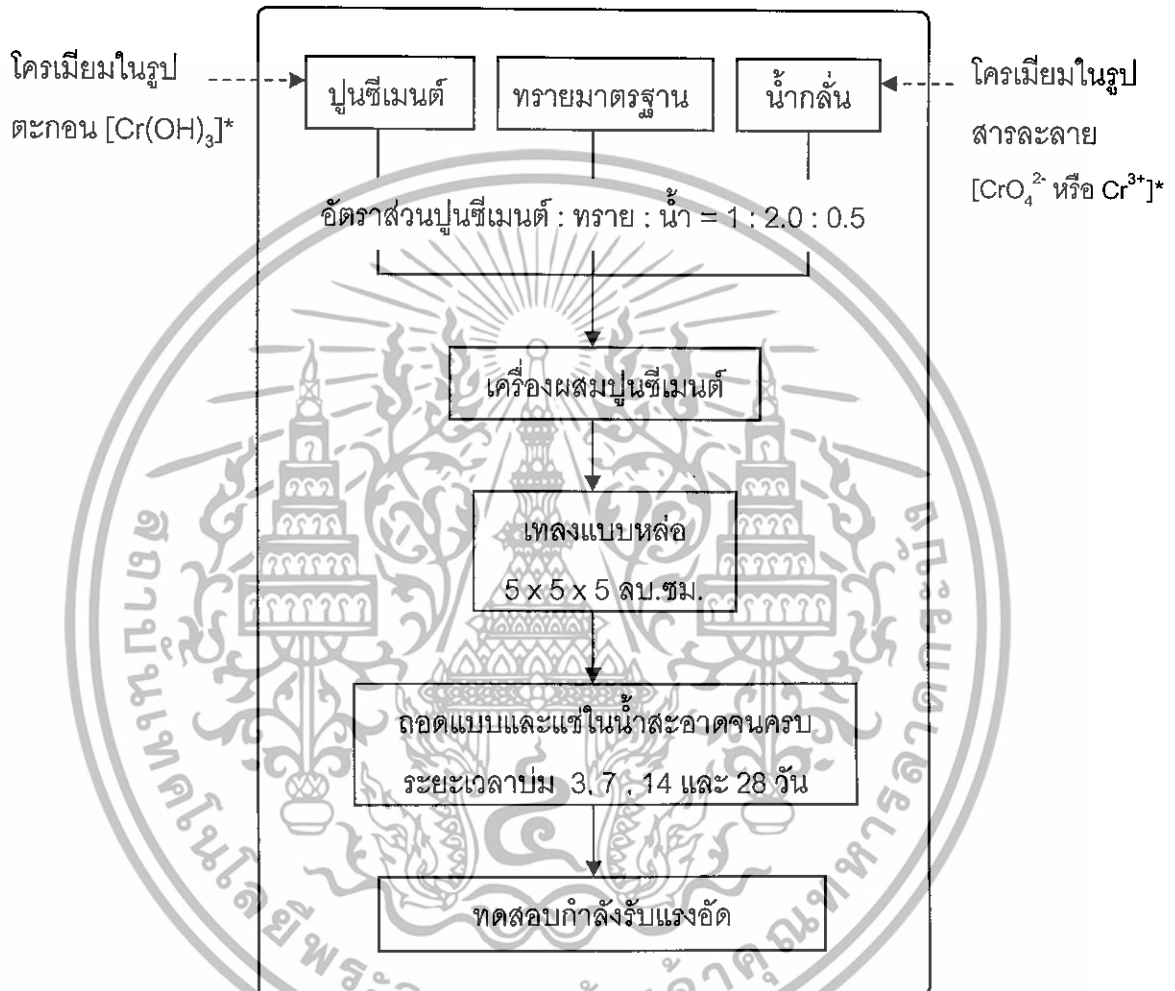 โครเมียมในรูป
ตะกอน [Cr(OH)₃]*
ปูนซีเมนต์
ทรายมาตรฐาน
น้ำกลั่น
โครเมียมในรูป
สารละลาย
[CrO₄²⁻ หรือ Cr³⁺]*
อัตราส่วนปูนซีเมนต์ : ทราย : น้ำ = 1 : 2.0 : 0.5
เครื่องผสมปูนซีเมนต์
เทลงแบบหล่อ
5 x 5 x 5 ลบ.ซม.
ถอดแบบและแช่ในน้ำสะอาดจนครบ
ระยะเวลาบ่ม 3, 7 , 14 และ 28 วัน
ทดสอบกำลังรับแรงอัด